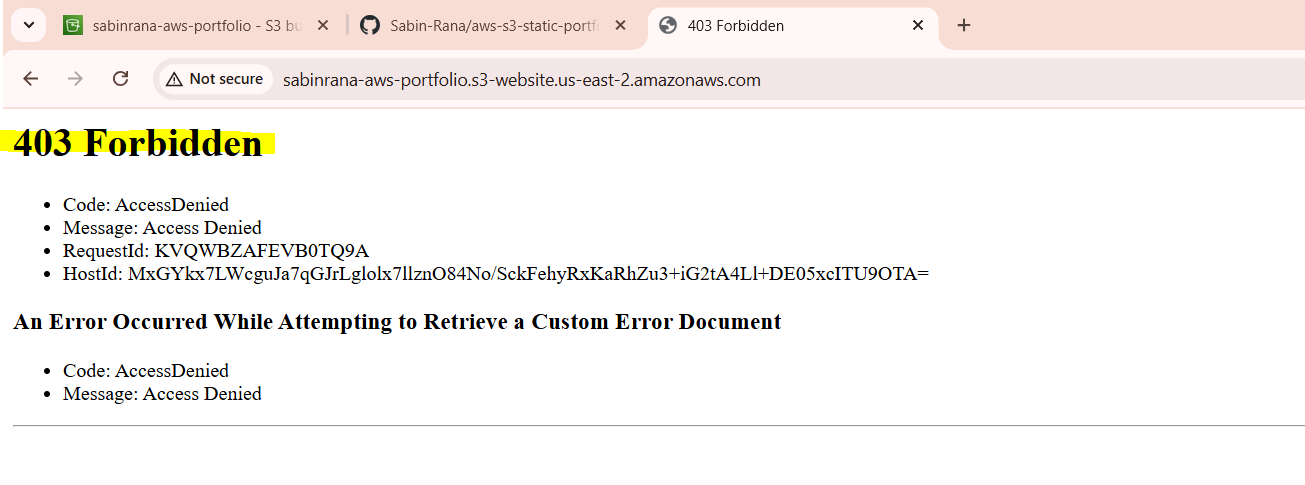 sabinrana-aws-portfolio - S3 bu
Sabin-Rana/aws-s3-static-portf
403 Forbidden
Not secure
sabinrana-aws-portfolio.s3-website.us-east-2.amazonaws.com
403 Forbidden
Code: AccessDenied
Message: Access Denied
RequestId: KVQWBZAFEVB0TQ9A
HostId: MxGYkx7LWcguJa7qGJrLglolx7llznO84No/SckFehyRxKaRhZu3+iG2tA4Ll+DE05xcITU9OTA=
An Error Occurred While Attempting to Retrieve a Custom Error Document
Code: AccessDenied
Message: Access Denied